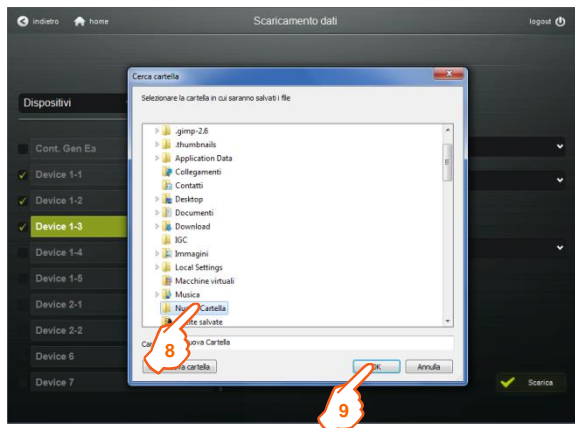 indietro home Scaricamento dati logout
Cerca cartella
Selezionare la cartella in cui saranno salvati i file
Dispositivi
.gimp-2.6
.thumbnails
Application Data
Collegamenti
Contatti
Desktop
Documenti
Download
IGC
Immagini
Local Settings
Macchine virtuali
Musica
Cartella
salvate
Cartella
cartella
OK Annulla
Cont. Gen Ea
Device 1-1
Device 1-2
Device 1-3
Device 1-4
Device 1-5
Device 2-1
Device 2-2
Device 6
Device 7
Scarica
8
9